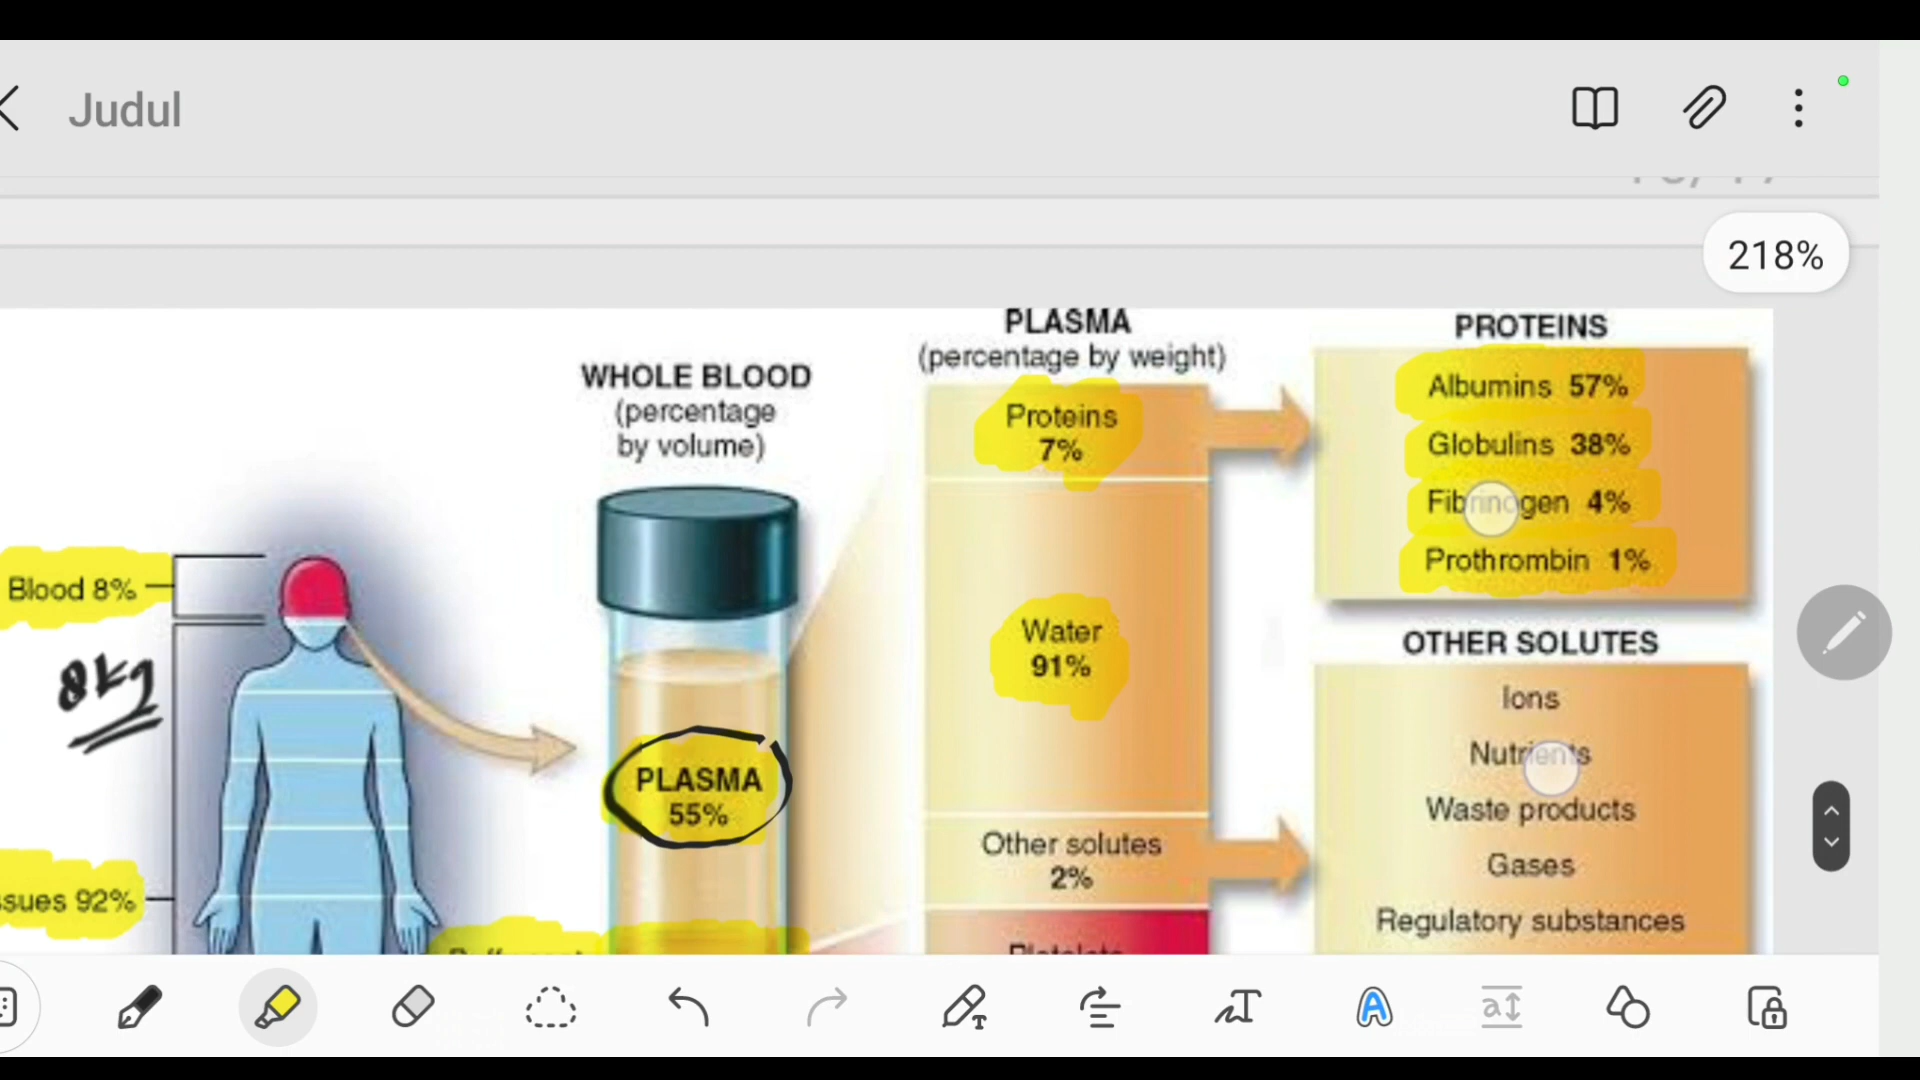 Judul
218%
PLASMA
(percentage by weight)
PROTEINS
WHOLE BLOOD
(percentage
by volume)
Proteins
7%
Albumins 57%
Globulins 38%
Fibrinogen 4%
Prothrombin 1%
Blood 8%
Water
91%
OTHER SOLUTES
8kg
Ions
Nutrients
PLASMA
55%
Waste products
Other solutes
2%
Gases
ssues 92%
Regulatory substances
Platelets